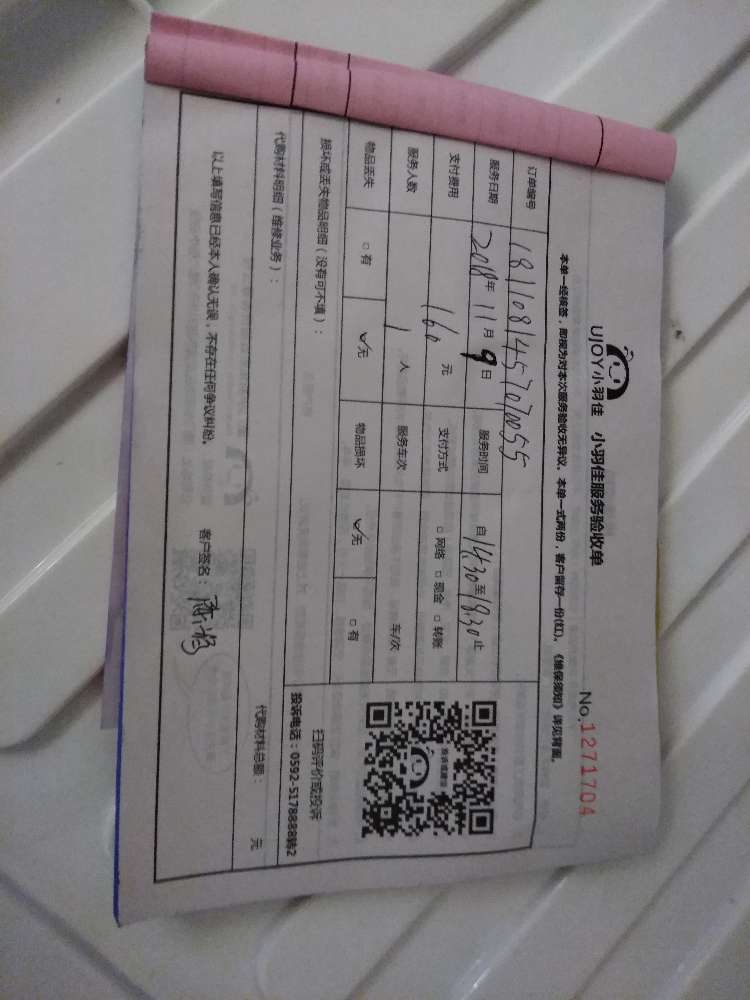 UJOY小羽佳 小羽佳服务验收单
No.1271704
本单一经核签，即视为对本次服务验收无异议。本单一式两份，客户留存一份(红)。《维保须知》详见背面。
订单编号
服务日期 2018年 11月 9日 服务时间 自14:30至18:30止
支付费用 160 元 支付方式 □ 网络 □ 现金 □ 转账
服务人数 1 人 服务车次 车/次
物品丢失 □ 有 ☑无 物品损坏 ☑无 □ 有
损坏或丢失物品明细（没有可不填）：
投诉或建议
扫码评价或投诉
投诉电话：0592-5178888转2
代购材料明细（维修业务）：
代购材料总额： 元
以上填写信息已经本人确认无误，不存在任何争议纠纷。 客户签名：